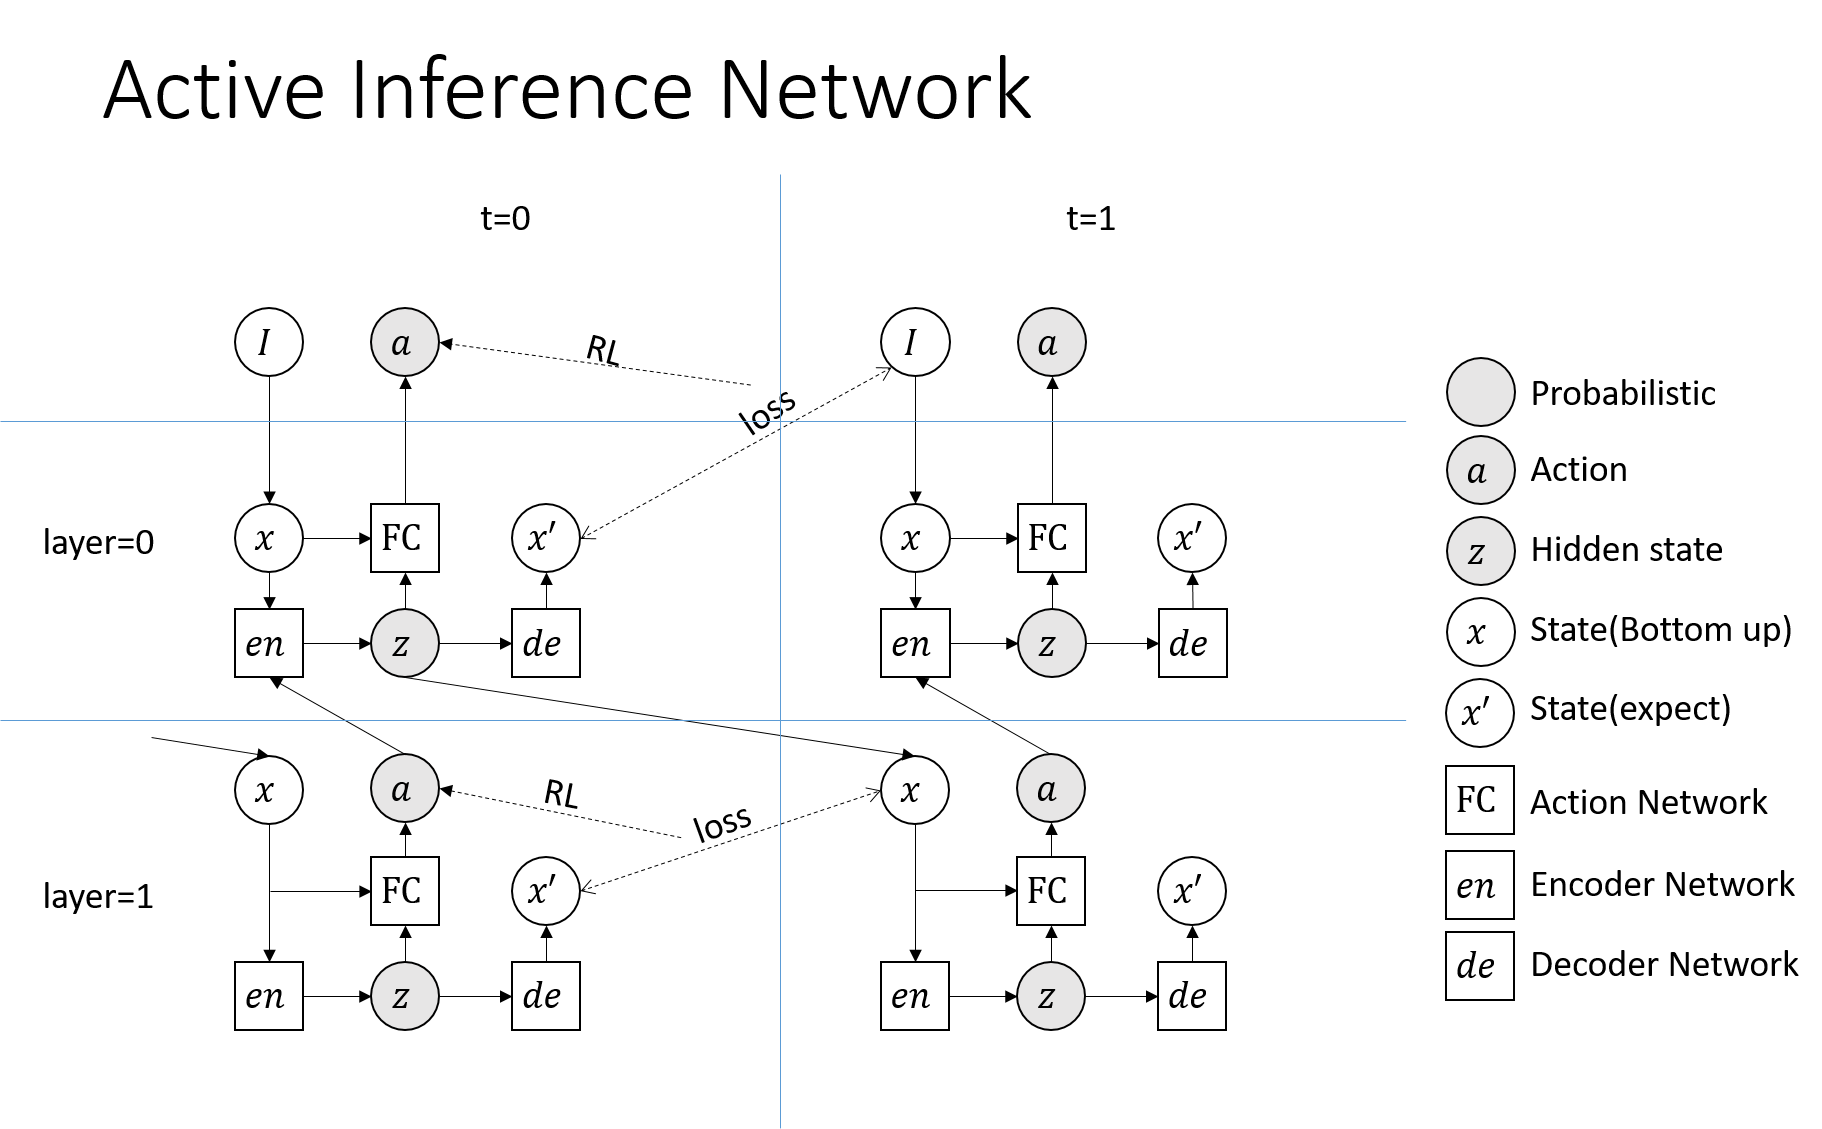 Active Inference Network
t=0
t=1
I
a
RL
loss
I
a
layer=0
x
FC
x′
x
FC
x′
en
z
de
en
z
de
x
a
RL
loss
x
a
layer=1
FC
x′
FC
x′
en
z
de
en
z
de
Probabilistic
a Action
z Hidden state
x State(Bottom up)
x′ State(expect)
FC Action Network
en Encoder Network
de Decoder Network